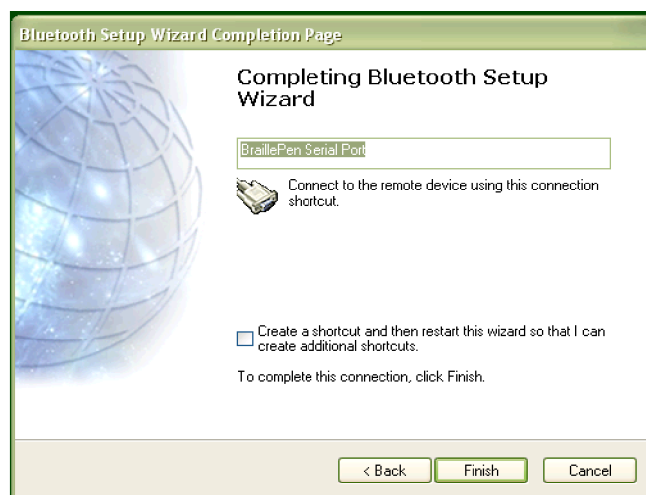 Bluetooth Setup Wizard Completion Page
Completing Bluetooth Setup
Wizard
BraillePen Serial Port
Connect to the remote device using this connection
shortcut.
Create a shortcut and then restart this wizard so that I can
create additional shortcuts.
To complete this connection, click Finish.
< Back Finish Cancel